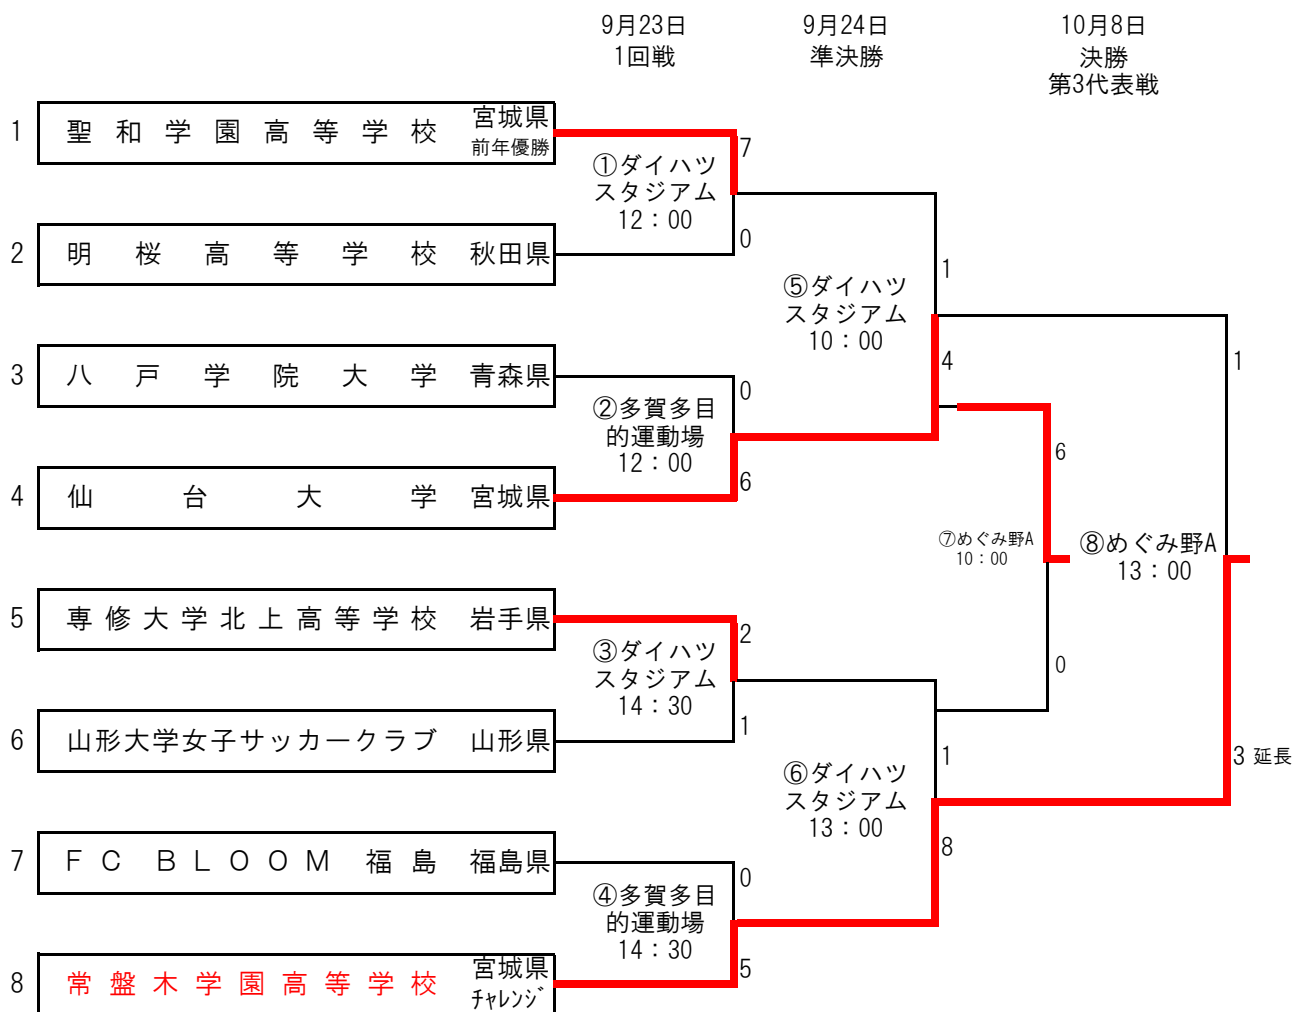 9月23日
1回戦
9月24日
準決勝
10月8日
決勝
第3代表戦
1 聖和学園高等学校 宮城県
前年優勝
7
①ダイハツ
スタジアム
12：00
2 明桜高等学校 秋田県
0
1
⑤ダイハツ
スタジアム
10：00
3 八戸学院大学 青森県
0
4
1
②多賀多目
的運動場
12：00
4 仙台大学 宮城県
6
6
⑦めぐみ野A
10：00
⑧めぐみ野A
13：00
5 専修大学北上高等学校 岩手県
2
0
③ダイハツ
スタジアム
14：30
6 山形大学女子サッカークラブ 山形県
1
1
3 延長
⑥ダイハツ
スタジアム
13：00
7 ＦＣ ＢＬＯＯＭ 福島 福島県
0
8
④多賀多目
的運動場
14：30
8 常盤木学園高等学校 宮城県
ﾁｬﾚﾝｼﾞ
5